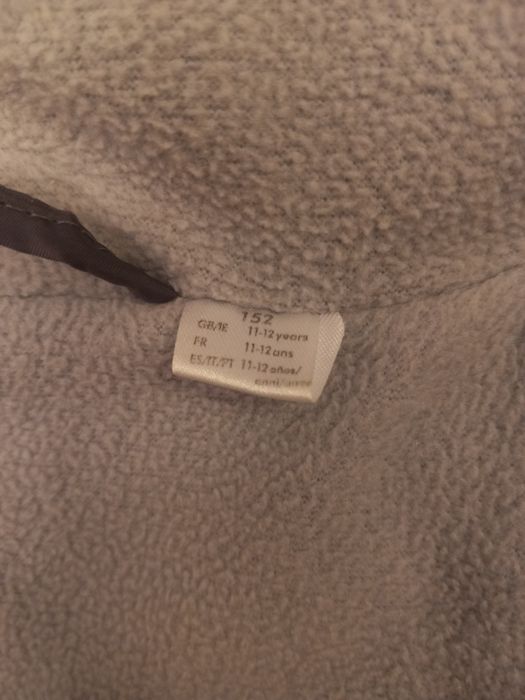 152
GB/IE 11-12 years
FR 11-12 ans
ES/IT/PT 11-12 años/